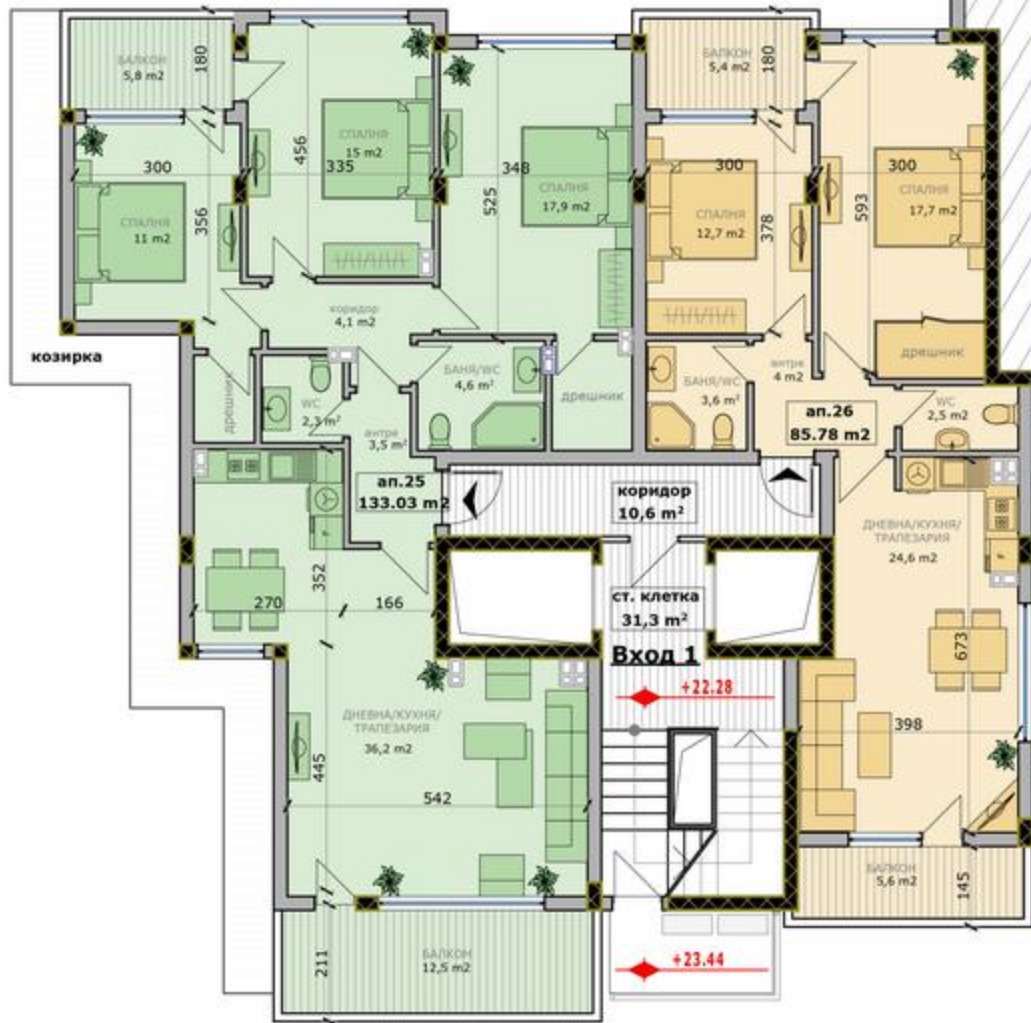 БАЛКОН
5,8 m2
180
СПАЛНЯ
15 m2
456
335
300
СПАЛНЯ
11 m2
356
348
525
СПАЛНЯ
17,9 m2
БАЛКОН
5,4 m2
180
300
СПАЛНЯ
12,7 m2
378
593
300
СПАЛНЯ
17,7 m2
коридор
4,1 m2
козирка
дрешник
WC
2,3 m²
антре
3,5 m²
БАНЯ/WC
4,6 m²
дрешник
БАНЯ/WC
3,6 m²
антре
4 m2
дрешник
WC
2,5 m2
ап.26
85.78 m2
ап.25
133.03 m2
коридор
10,6 m²
ДНЕВНА/КУХНЯ/
ТРАПЕЗАРИЯ
24,6 m2
352
270
166
ст. клетка
31,3 m²
Вход 1
+22.28
673
398
ДНЕВНА/КУХНЯ/
ТРАПЕЗАРИЯ
36,2 m2
445
542
БАЛКОН
5,6 m2
145
211
БАЛКОН
12,5 m2
+23.44